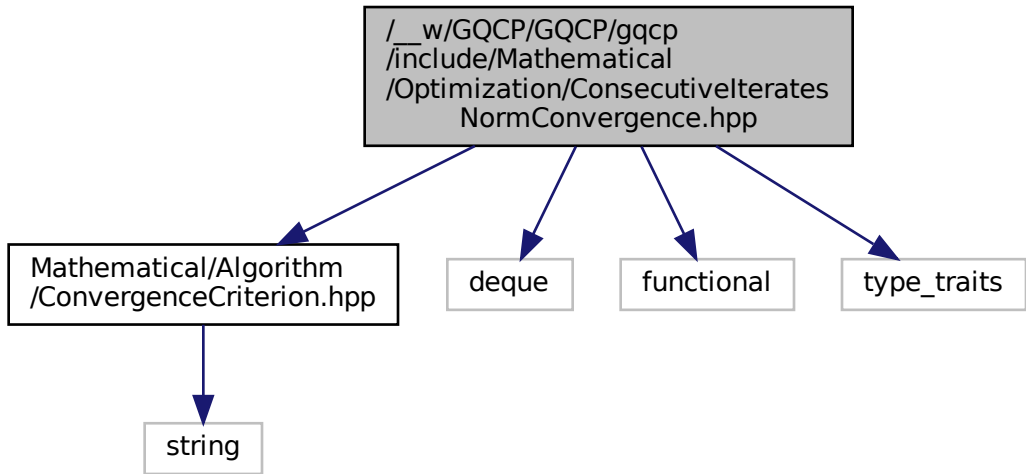 /__w/GQCP/GQCP/gqcp
/include/Mathematical
/Optimization/ConsecutiveIterates
NormConvergence.hpp
Mathematical/Algorithm
/ConvergenceCriterion.hpp
deque
functional
type_traits
string